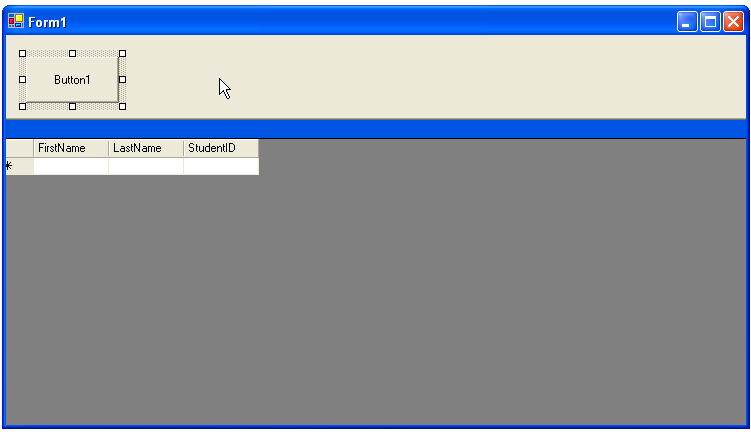 Form1
Button1
FirstName LastName StudentID
*